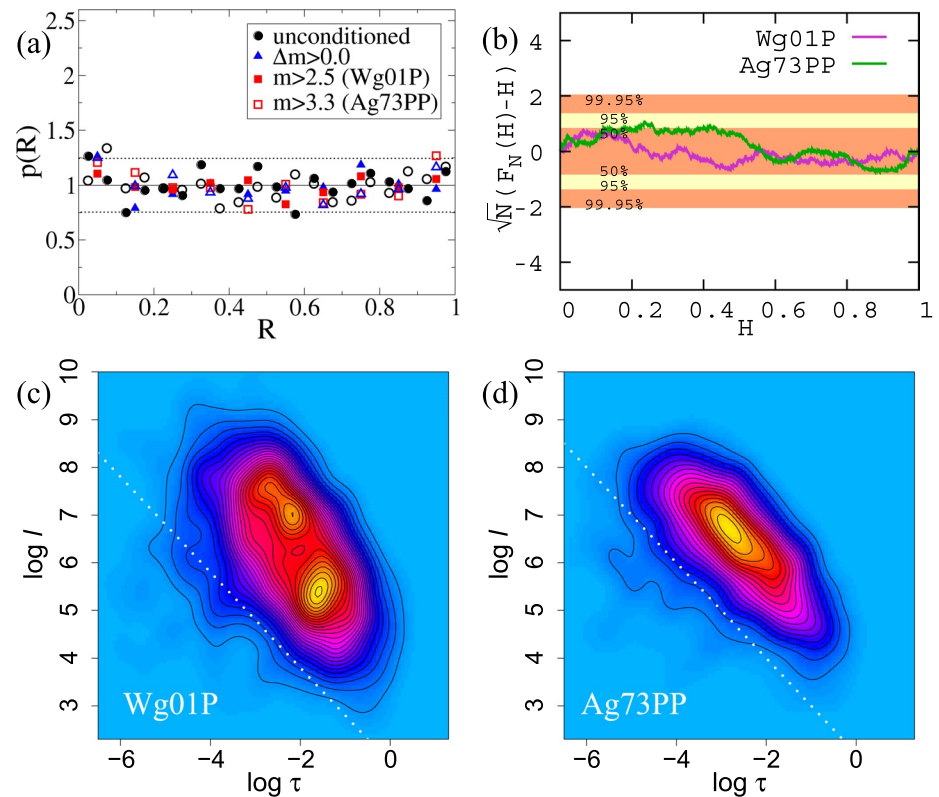 (a)
2.5
2
1.5
1
0.5
0
p(R)
0
0.2
0.4
0.6
0.8
1
R
unconditioned
Δm>0.0
m>2.5 (Wg01P)
m>3.3 (Ag73PP)
(b)
4
2
0
-2
-4
√N ( F_N (H) - H)
0
0.2
0.4
0.6
0.8
1
H
Wg01P
Ag73PP
99.95%
95%
50%
50%
95%
99.95%
(c)
10
9
8
7
6
5
4
3
log I
Wg01P
−6
−4
−2
0
log τ
(d)
10
9
8
7
6
5
4
3
log I
Ag73PP
−6
−4
−2
0
log τ